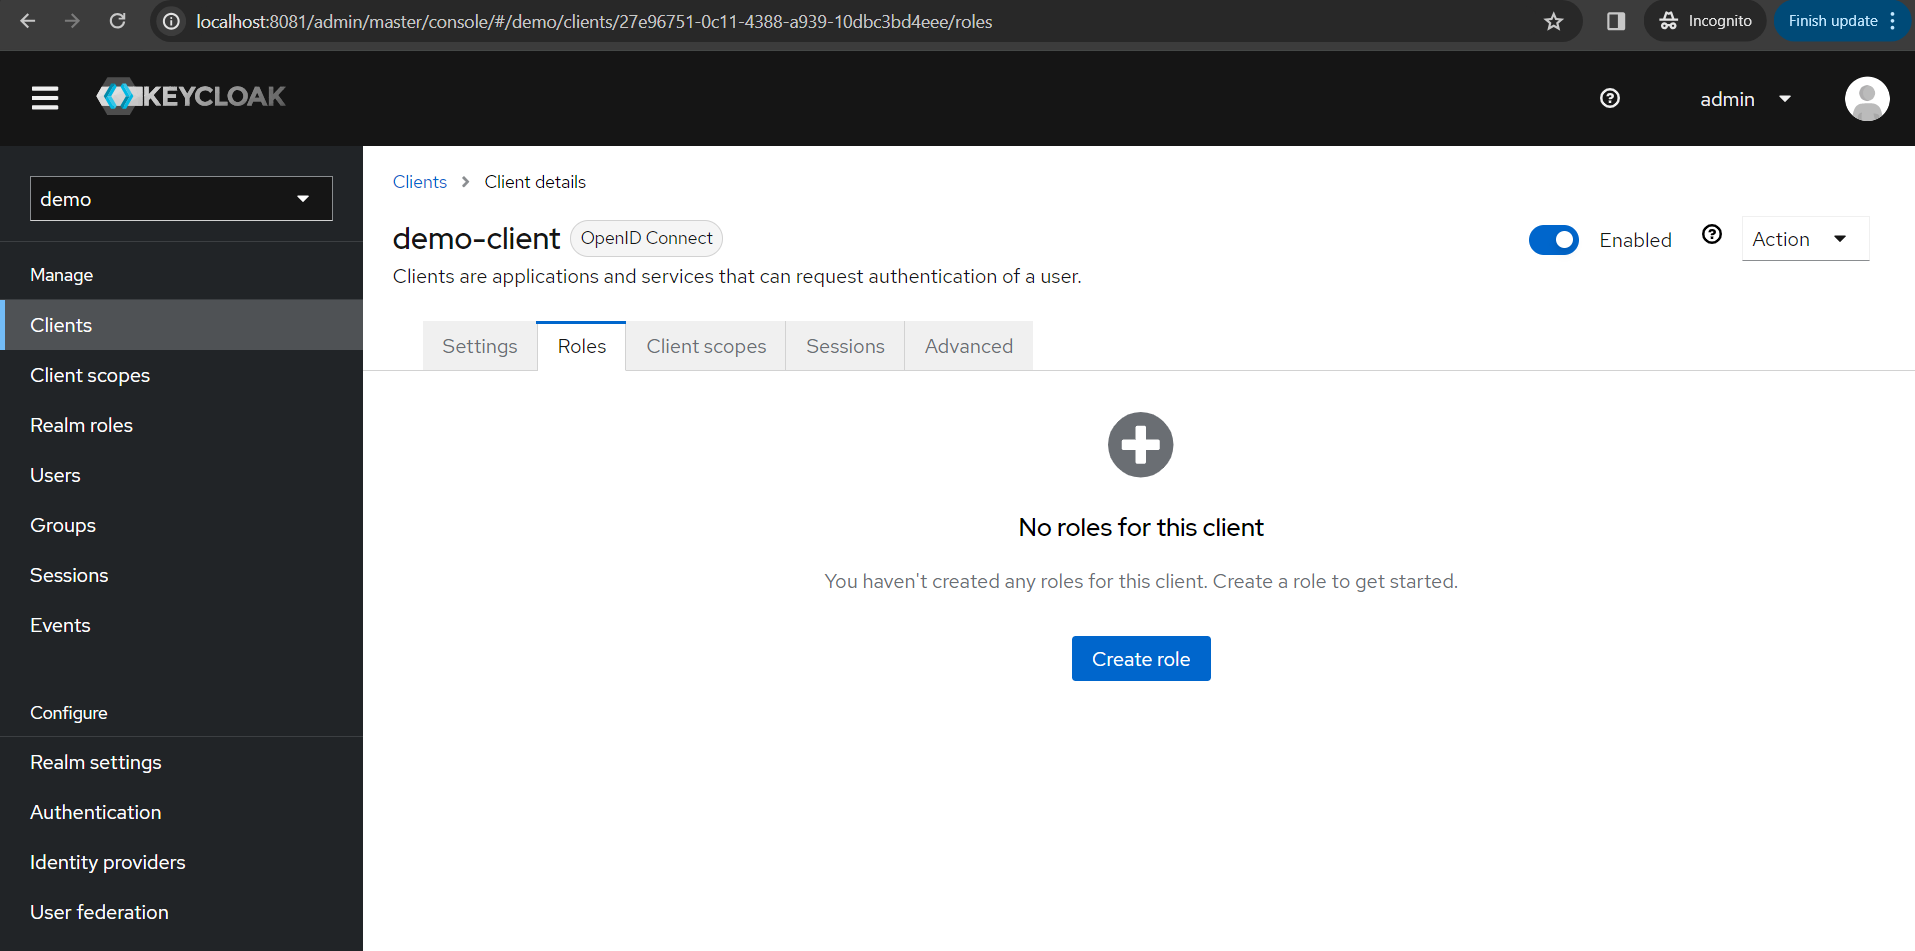 localhost:8081/admin/master/console/#/demo/clients/27e96751-0c11-4388-a939-10dbc3bd4eee/roles
Incognito
Finish update
KEYCLOAK
admin
demo
Manage
Clients
Client scopes
Realm roles
Users
Groups
Sessions
Events
Configure
Realm settings
Authentication
Identity providers
User federation
Clients > Client details
demo-client OpenID Connect
Enabled
Action
Clients are applications and services that can request authentication of a user.
Settings Roles Client scopes Sessions Advanced
No roles for this client
You haven't created any roles for this client. Create a role to get started.
Create role